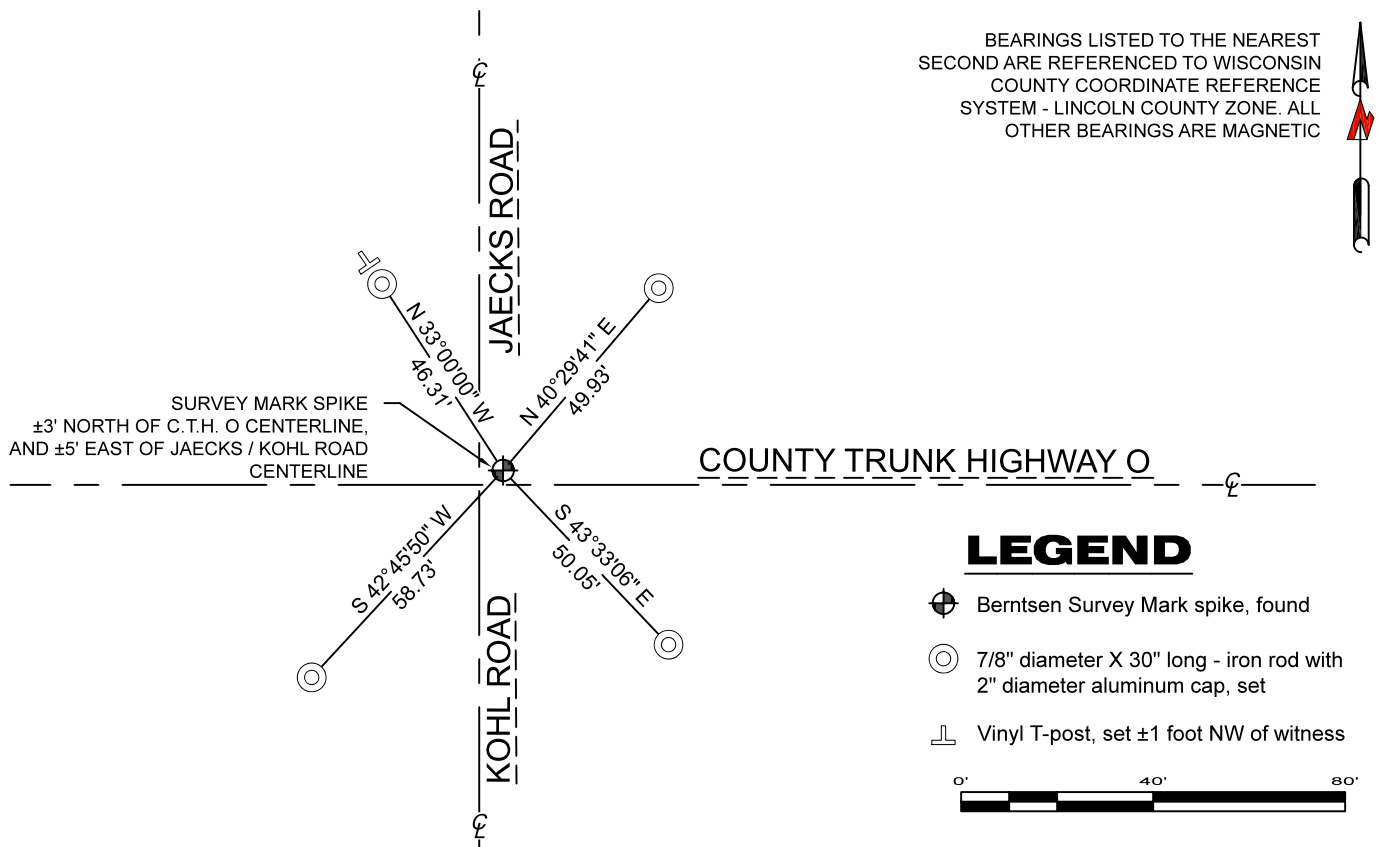 BEARINGS LISTED TO THE NEAREST
SECOND ARE REFERENCED TO WISCONSIN
COUNTY COORDINATE REFERENCE
SYSTEM - LINCOLN COUNTY ZONE. ALL
OTHER BEARINGS ARE MAGNETIC
N
℄
JAECKS ROAD
N 33°00'00" W
46.31'
N 40°29'41" E
49.93'
SURVEY MARK SPIKE
±3' NORTH OF C.T.H. O CENTERLINE,
AND ±5' EAST OF JAECKS / KOHL ROAD
CENTERLINE
COUNTY TRUNK HIGHWAY O
℄
S 42°45'50" W
58.73'
S 43°33'06" E
50.05'
KOHL ROAD
℄
LEGEND
Berntsen Survey Mark spike, found
7/8" diameter X 30" long - iron rod with
2" diameter aluminum cap, set
Vinyl T-post, set ±1 foot NW of witness
0' 40' 80'